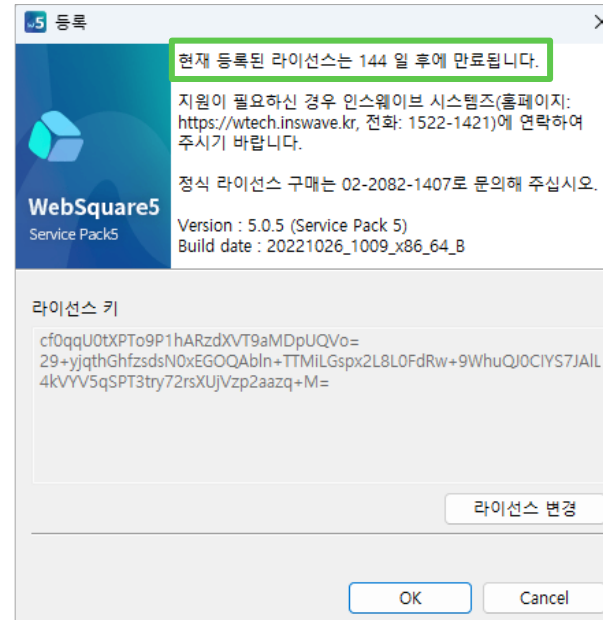 w5 등록
현재 등록된 라이선스는 144 일 후에 만료됩니다.
지원이 필요하신 경우 인스웨이브 시스템즈(홈페이지:
https://wtech.inswave.kr, 전화: 1522-1421)에 연락하여
주시기 바랍니다.
정식 라이선스 구매는 02-2082-1407로 문의해 주십시오.
WebSquare5
Service Pack5
Version : 5.0.5 (Service Pack 5)
Build date : 20221026_1009_x86_64_B
라이선스 키
cf0qqU0tXPTo9P1hARzdXVT9aMDpUQVo=
29+yjqthGhfzsdsN0xEGOQAbln+TTMiLGspx2L8L0FdRw+9WhuQJ0CIYS7JAlL
4kVYV5qSPT3try72rsXUjVzp2aazq+M=
라이선스 변경
OK
Cancel